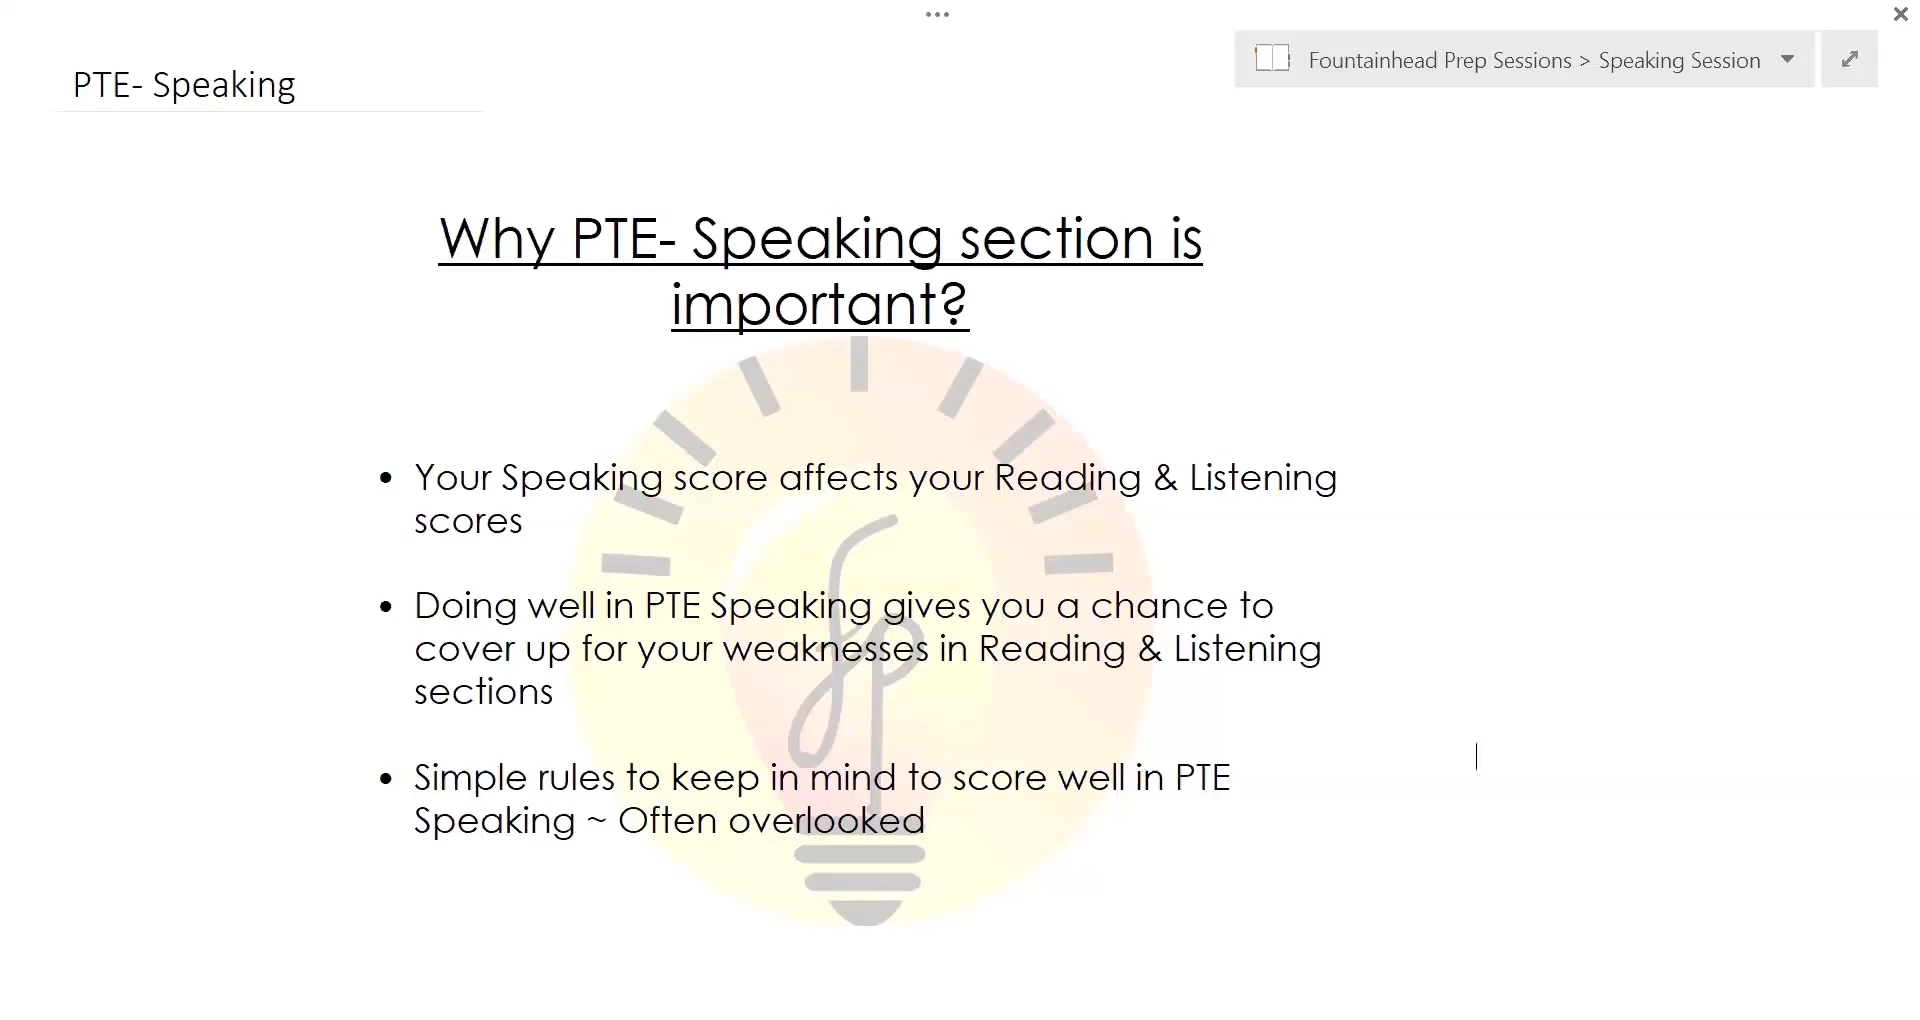 PTE- Speaking
Fountainhead Prep Sessions > Speaking Session
Why PTE- Speaking section is
important?
• Your Speaking score affects your Reading & Listening
scores
• Doing well in PTE Speaking gives you a chance to
cover up for your weaknesses in Reading & Listening
sections
• Simple rules to keep in mind to score well in PTE
Speaking ~ Often overlooked
fp